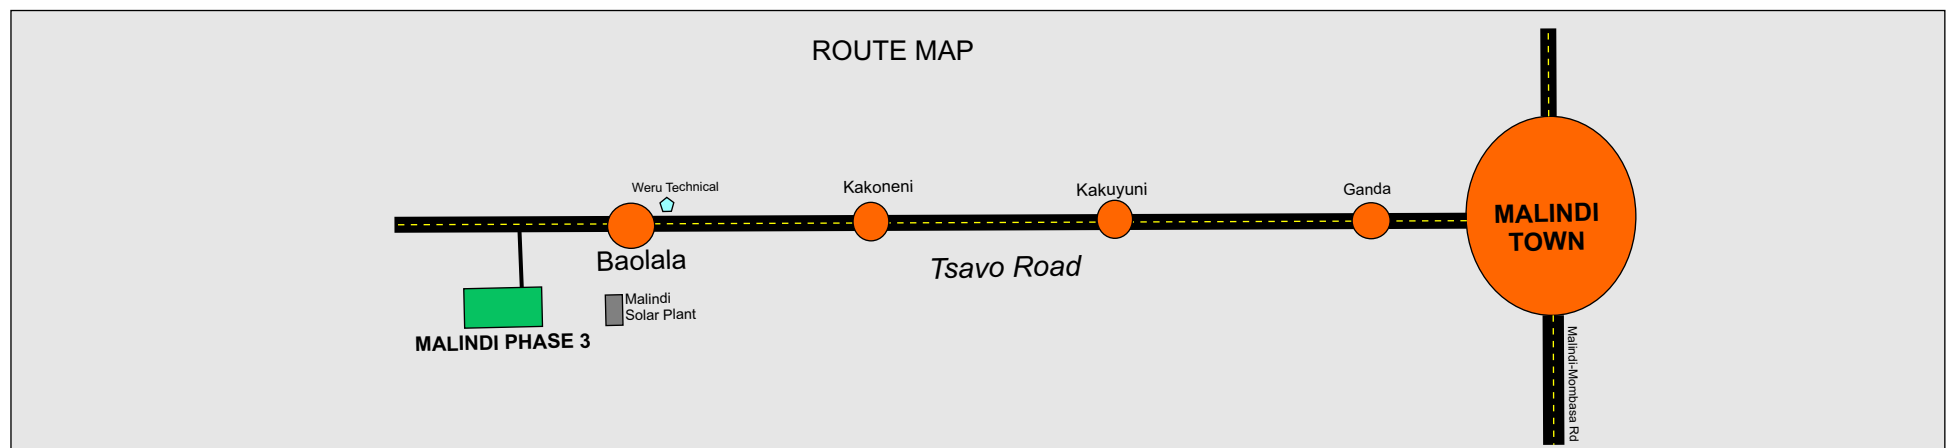 ROUTE MAP
Weru Technical
Kakoneni
Kakuyuni
Ganda
MALINDI
TOWN
Baolala
Tsavo Road
Malindi
Solar Plant
MALINDI PHASE 3
Malindi-Mombasa Rd